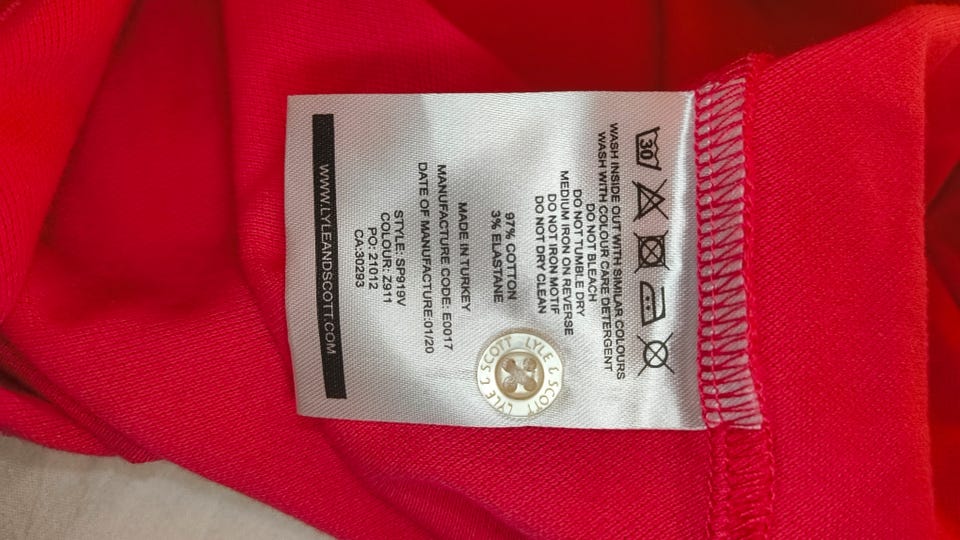 30
WASH INSIDE OUT WITH SIMILAR COLOURS
WASH WITH COLOUR CARE DETERGENT
DO NOT BLEACH
DO NOT TUMBLE DRY
MEDIUM IRON ON REVERSE
DO NOT IRON MOTIF
DO NOT DRY CLEAN
97% COTTON
3% ELASTANE
LYLE & SCOTT LYLE & SCOTT
MADE IN TURKEY
MANUFACTURE CODE: E0017
DATE OF MANUFACTURE:01/20
STYLE: SP919V
COLOUR: Z911
PO: 21012
CA:30293
WWW.LYLEANDSCOTT.COM